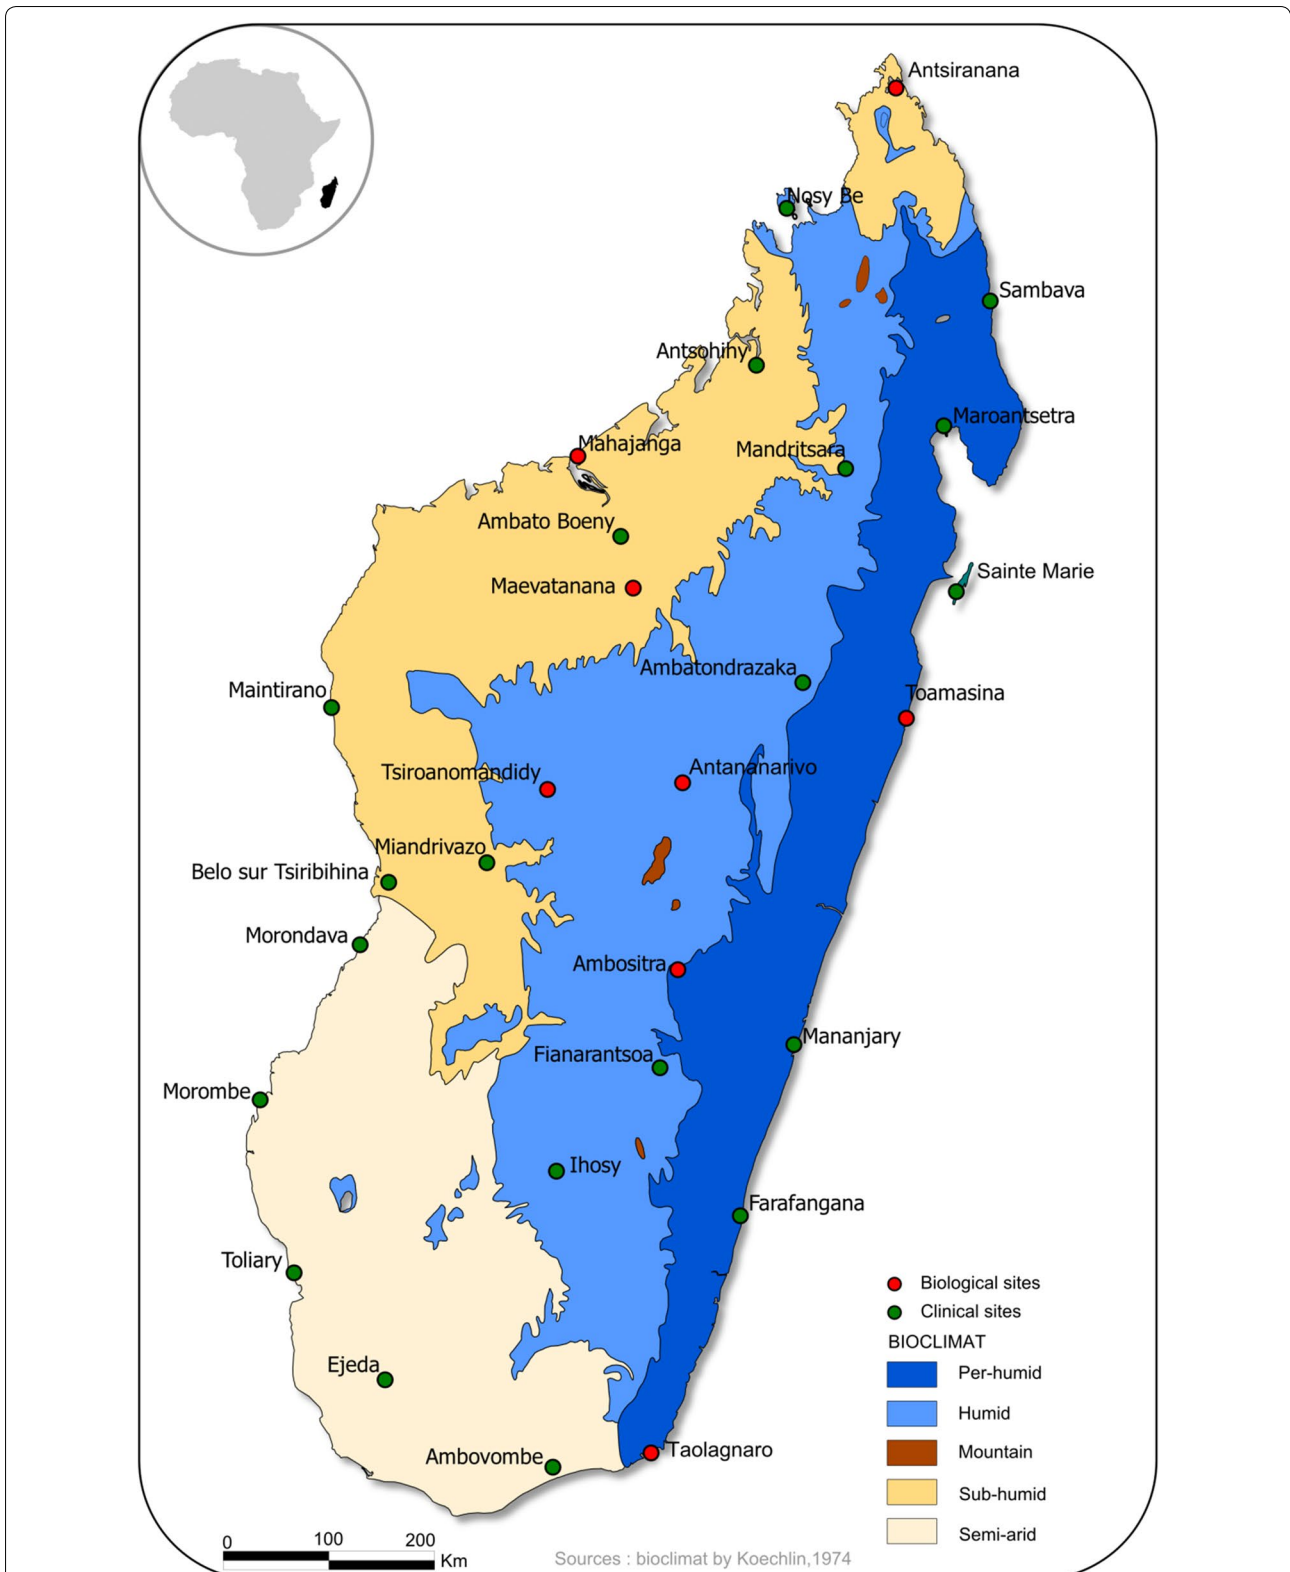 Antsiranana
Nosy Be
Sambava
Antsohihy
Maroantsetra
Mahajanga
Mandritsara
Ambato Boeny
Sainte Marie
Maevatanana
Ambatondrazaka
Maintirano
Toamasina
Tsiroanomandidy
Antananarivo
Miandrivazo
Belo sur Tsiribihina
Morondava
Ambositra
Mananjary
Fianarantsoa
Morombe
Ihosy
Farafangana
Toliary
Biological sites
Clinical sites
BIOCLIMAT
Ejeda
Per-humid
Humid
Ambovombe
Taolagnaro
Mountain
Sub-humid
Semi-arid
0 100 200
Km
Sources : bioclimat by Koechlin,1974